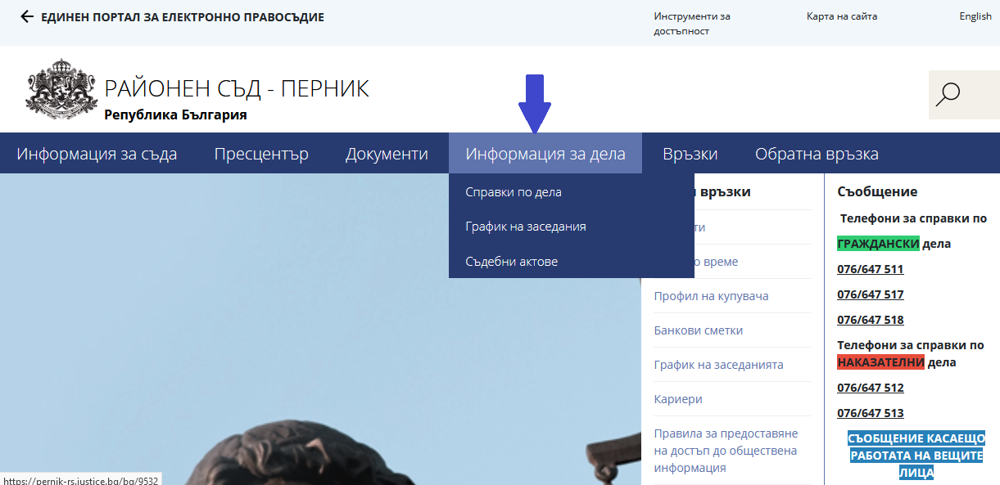 ЕДИНЕН ПОРТАЛ ЗА ЕЛЕКТРОННО ПРАВОСЪДИЕ
Инструменти за
достъпност
Карта на сайта
English
РАЙОНЕН СЪД - ПЕРНИК
Република България
Информация за съда
Пресцентър
Документи
Информация за дела
Връзки
Обратна връзка
Справки по дела
График на заседания
Съдебни актове
връзки
време
Профил на купувача
Банкови сметки
График на заседанията
Кариери
Правила за предоставяне
на достъп до обществена
информация
Съобщение
Телефони за справки по
ГРАЖДАНСКИ дела
076/647 511
076/647 517
076/647 518
Телефони за справки по
НАКАЗАТЕЛНИ дела
076/647 512
076/647 513
СЪОБЩЕНИЕ КАСАЕЩО
РАБОТАТА НА ВЕЩИТЕ
ЛИЦА
https://pernik-rs.justice.bg/bg/9532